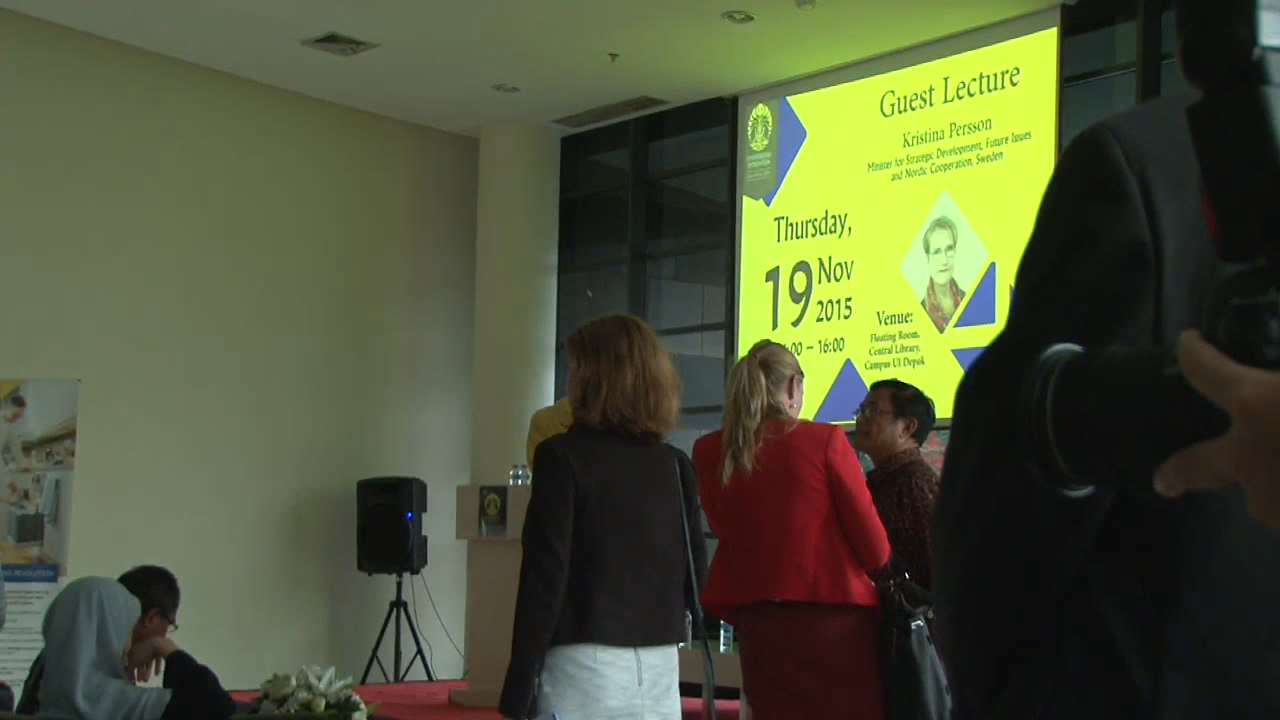 Guest Lecture
Kristina Persson
Minister for Strategic Development, Future Issues
and Nordic Cooperation, Sweden
Thursday,
19 Nov
2015
:00 – 16:00
Venue:
Floating Room,
Central Library,
Campus UI Depok